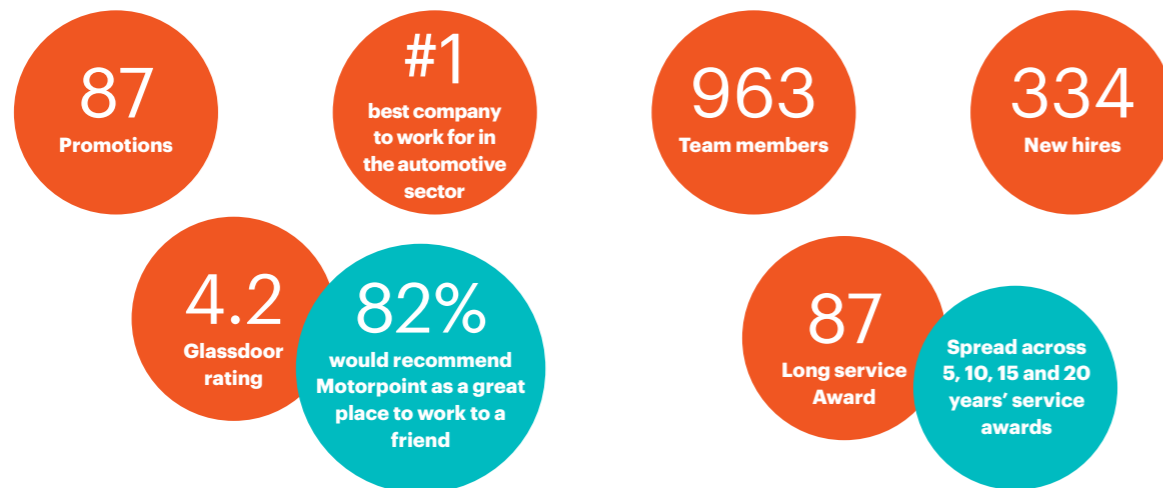 87
Promotions
#1
best company
to work for in
the automotive
sector
963
Team members
334
New hires
4.2
Glassdoor
rating
82%
would recommend
Motorpoint as a great
place to work to a
friend
87
Long service
Award
Spread across
5, 10, 15 and 20
years’ service
awards